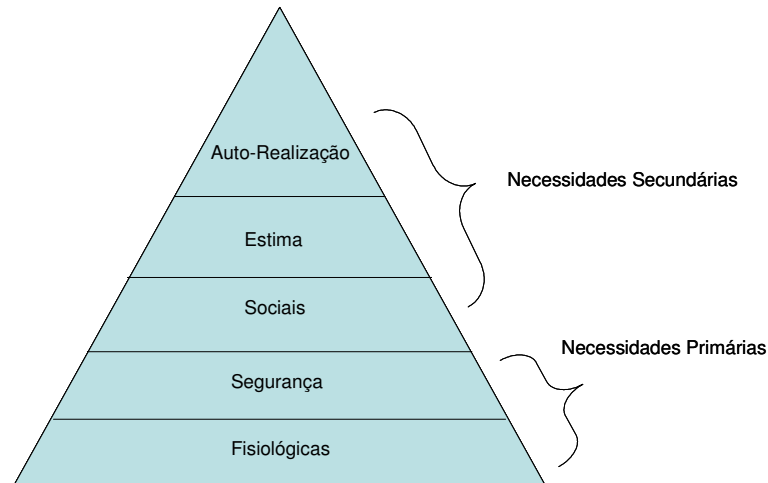 Auto-Realização
Necessidades Secundárias
Estima
Sociais
Necessidades Primárias
Segurança
Fisiológicas